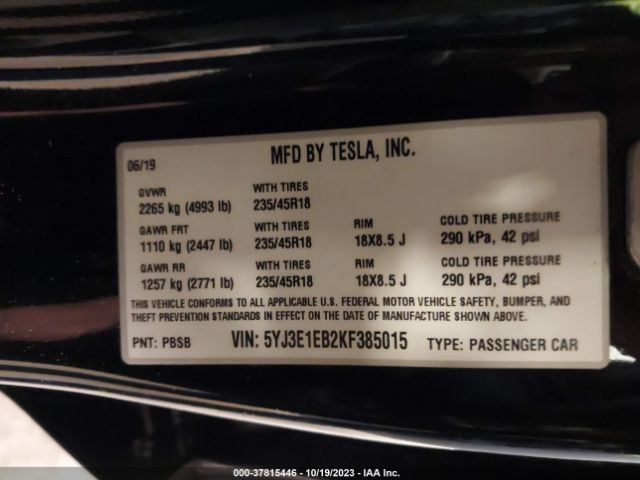 06/19 MFD BY TESLA, INC.
GVWR WITH TIRES
2265 kg (4993 lb) 235/45R18
GAWR FRT WITH TIRES RIM COLD TIRE PRESSURE
1110 kg (2447 lb) 235/45R18 18X8.5 J 290 kPa, 42 psi
GAWR RR WITH TIRES RIM COLD TIRE PRESSURE
1257 kg (2771 lb) 235/45R18 18X8.5 J 290 kPa, 42 psi
THIS VEHICLE CONFORMS TO ALL APPLICABLE U.S. FEDERAL MOTOR VEHICLE SAFETY, BUMPER, AND
THEFT PREVENTION STANDARDS IN EFFECT ON THE DATE OF MANUFACTURE SHOWN ABOVE.
PNT: PBSB VIN: 5YJ3E1EB2KF385015 TYPE: PASSENGER CAR
000-37815446 - 10/19/2023 - IAA Inc.